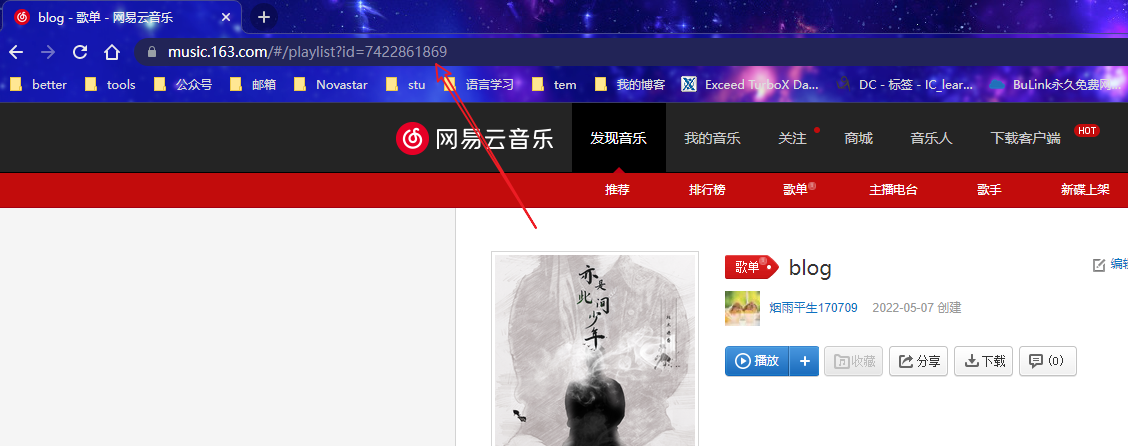 blog - 歌单 - 网易云音乐
music.163.com/#/playlist?id=7422861869
better tools 公众号 邮箱 Novastar stu 语言学习 tem 我的博客 Exceed TurboX Da... DC - 标签 - IC_lear... BuLink永久免费网...
网易云音乐 发现音乐 我的音乐 关注 商城 音乐人 下载客户端 HOT
推荐 排行榜 歌单 主播电台 歌手 新碟上架
歌单 blog 编辑
烟雨平生170709 2022-05-07 创建
播放 + 收藏 分享 下载 (0)
亦是
此间
少年